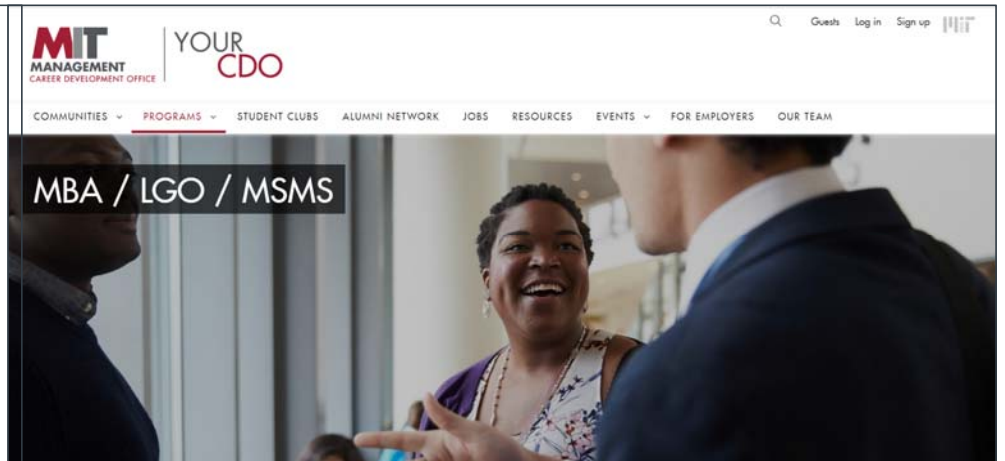 Guests Log in Sign up MIT
MIT
MANAGEMENT
CAREER DEVELOPMENT OFFICE
YOUR
CDO
COMMUNITIES PROGRAMS STUDENT CLUBS ALUMNI NETWORK JOBS RESOURCES EVENTS FOR EMPLOYERS OUR TEAM
MBA / LGO / MSMS